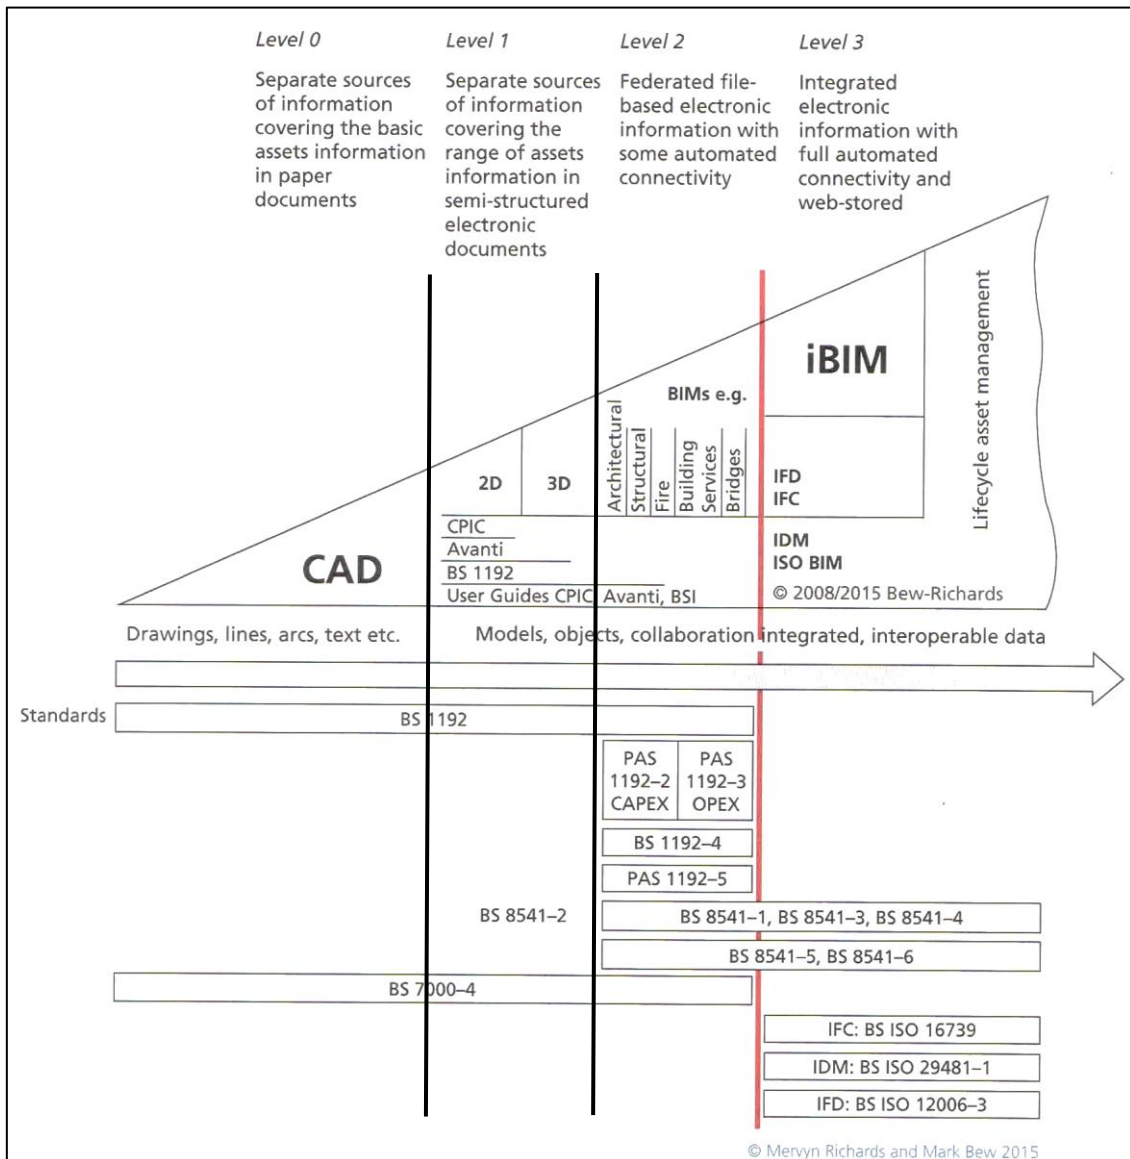 Level 0
Separate sources
of information
covering the basic
assets information
in paper
documents
Level 1
Separate sources
of information
covering the
range of assets
information in
semi-structured
electronic
documents
Level 2
Federated file-
based electronic
information with
some automated
connectivity
Level 3
Integrated
electronic
information with
full automated
connectivity and
web-stored
CAD
2D
3D
CPIC
Avanti
BS 1192
User Guides CPIC, Avanti, BSI
BIMs e.g.
Architectural
Structural
Fire
Building
Services
Bridges
iBIM
IFD
IFC
IDM
ISO BIM
Lifecycle asset management
© 2008/2015 Bew-Richards
Drawings, lines, arcs, text etc.
Models, objects, collaboration integrated, interoperable data
Standards
BS 1192
PAS
1192–2
CAPEX
PAS
1192–3
OPEX
BS 1192–4
PAS 1192–5
BS 8541–2
BS 8541–1, BS 8541–3, BS 8541–4
BS 8541–5, BS 8541–6
BS 7000–4
IFC: BS ISO 16739
IDM: BS ISO 29481–1
IFD: BS ISO 12006–3
© Mervyn Richards and Mark Bew 2015